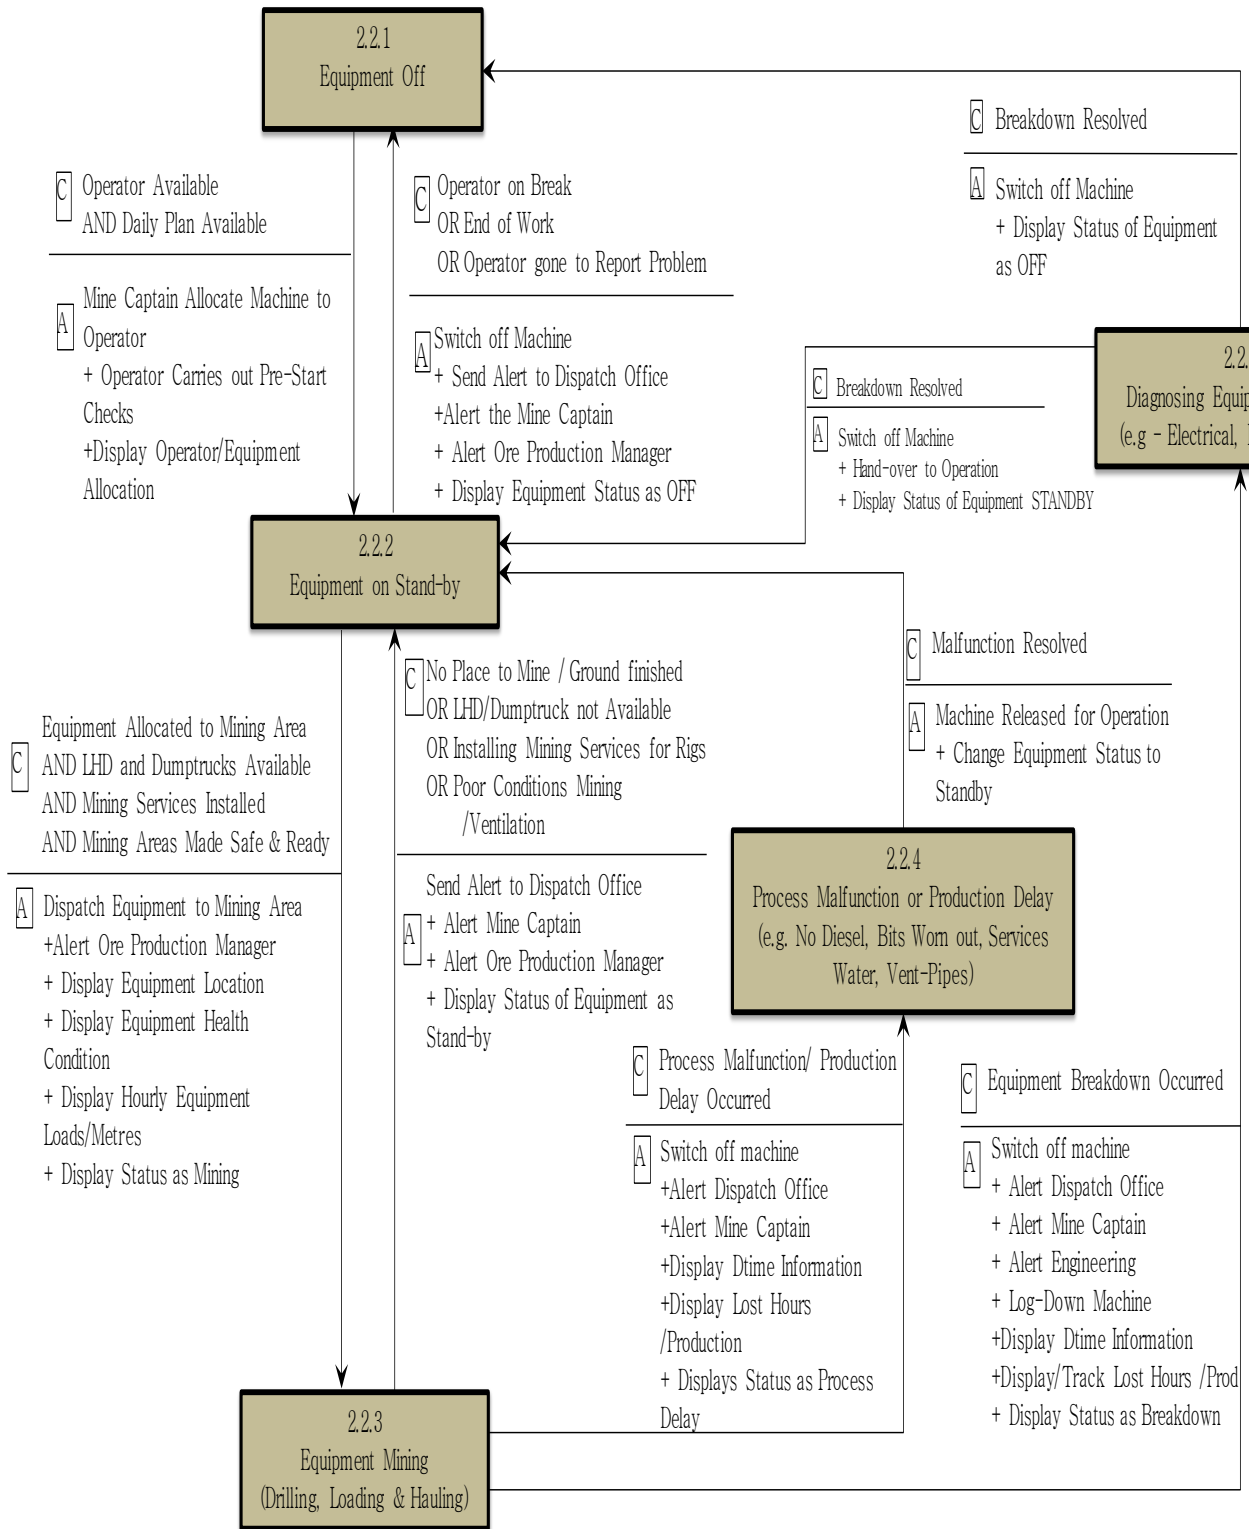 2.2.1
Equipment Off
C Breakdown Resolved
A Switch off Machine
+ Display Status of Equipment
as OFF
C Operator Available
AND Daily Plan Available
A Mine Captain Allocate Machine to
Operator
+ Operator Carries out Pre-Start
Checks
+Display Operator/Equipment
Allocation
C Operator on Break
OR End of Work
OR Operator gone to Report Problem
A Switch off Machine
+ Send Alert to Dispatch Office
+Alert the Mine Captain
+ Alert Ore Production Manager
+ Display Equipment Status as OFF
2.2.
Diagnosing Equip
(e.g - Electrical,
C Breakdown Resolved
A Switch off Machine
+ Hand-over to Operation
+ Display Status of Equipment STANDBY
2.2.2
Equipment on Stand-by
C Equipment Allocated to Mining Area
AND LHD and Dumptrucks Available
AND Mining Services Installed
AND Mining Areas Made Safe & Ready
A Dispatch Equipment to Mining Area
+Alert Ore Production Manager
+ Display Equipment Location
+ Display Equipment Health
Condition
+ Display Hourly Equipment
Loads/Metres
+ Display Status as Mining
C No Place to Mine / Ground finished
OR LHD/Dumptruck not Available
OR Installing Mining Services for Rigs
OR Poor Conditions Mining
/Ventilation
A Send Alert to Dispatch Office
+ Alert Mine Captain
+ Alert Ore Production Manager
+ Display Status of Equipment as
Stand-by
C Malfunction Resolved
A Machine Released for Operation
+ Change Equipment Status to
Standby
2.2.4
Process Malfunction or Production Delay
(e.g. No Diesel, Bits Worn out, Services
Water, Vent-Pipes)
C Process Malfunction/ Production
Delay Occurred
A Switch off machine
+Alert Dispatch Office
+Alert Mine Captain
+Display Dtime Information
+Display Lost Hours
/Production
+ Displays Status as Process
Delay
C Equipment Breakdown Occurred
A Switch off machine
+ Alert Dispatch Office
+ Alert Mine Captain
+ Alert Engineering
+ Log-Down Machine
+Display Dtime Information
+Display/Track Lost Hours /Prod
+ Display Status as Breakdown
2.2.3
Equipment Mining
(Drilling, Loading & Hauling)